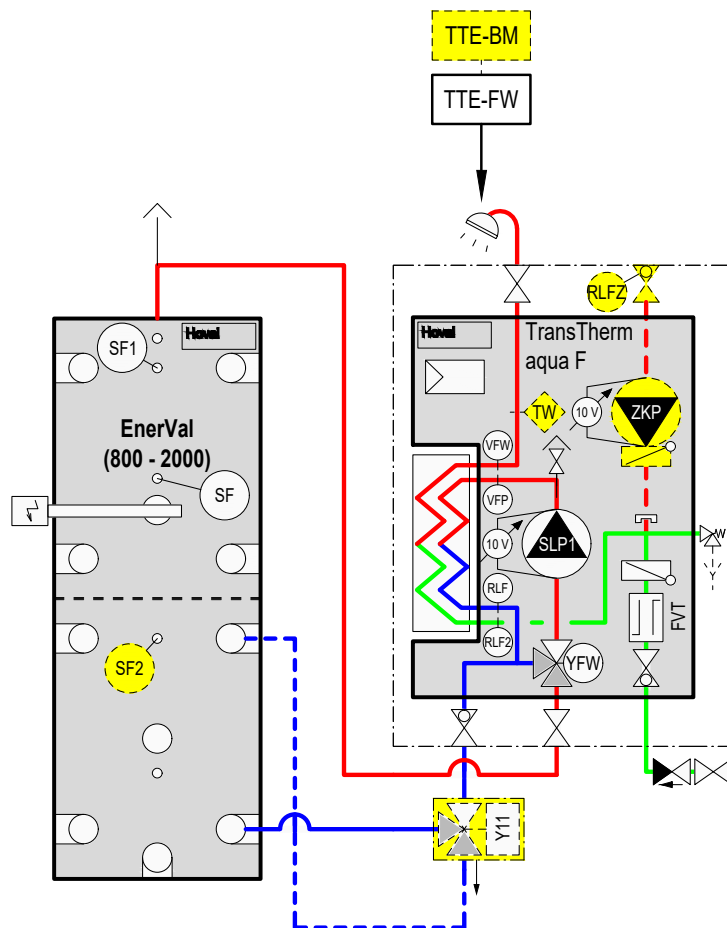 TTE-BM
TTE-FW
RLFZ
Hoval
SF1
EnerVal
(800 - 2000)
SF
SF2
Hoval
TransTherm
aqua F
TW
10 V
ZKP
VFW
VFP
10 V
SLP1
W
Y
RLF
RLF2
YFW
FVT
Y11